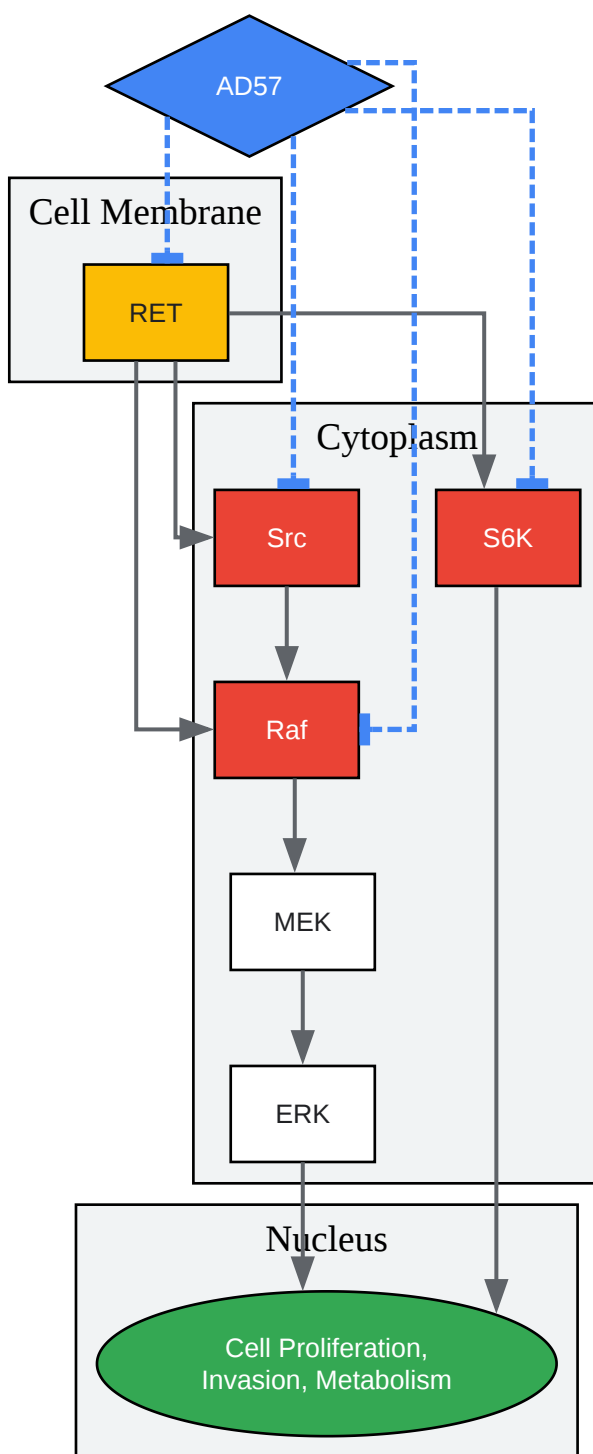 AD57
Cell Membrane
RET
Cytoplasm
Src
S6K
Raf
MEK
ERK
Nucleus
Cell Proliferation,
Invasion, Metabolism